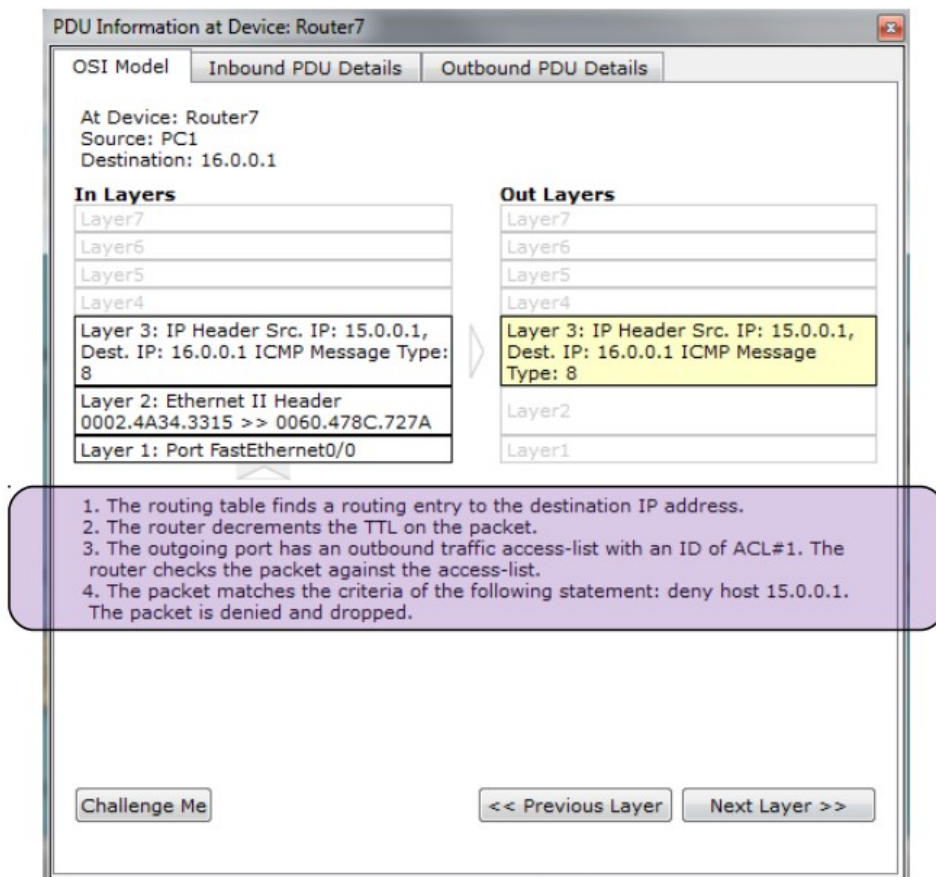 PDU Information at Device: Router7
OSI Model
Inbound PDU Details
Outbound PDU Details
At Device: Router7
Source: PC1
Destination: 16.0.0.1
In Layers
Layer7
Layer6
Layer5
Layer4
Layer 3: IP Header Src. IP: 15.0.0.1,
Dest. IP: 16.0.0.1 ICMP Message Type:
8
Layer 2: Ethernet II Header
0002.4A34.3315 >> 0060.478C.727A
Layer 1: Port FastEthernet0/0
Out Layers
Layer7
Layer6
Layer5
Layer4
Layer 3: IP Header Src. IP: 15.0.0.1,
Dest. IP: 16.0.0.1 ICMP Message
Type: 8
Layer2
Layer1
1. The routing table finds a routing entry to the destination IP address.
2. The router decrements the TTL on the packet.
3. The outgoing port has an outbound traffic access-list with an ID of ACL#1. The
router checks the packet against the access-list.
4. The packet matches the criteria of the following statement: deny host 15.0.0.1.
The packet is denied and dropped.
Challenge Me
<< Previous Layer
Next Layer >>